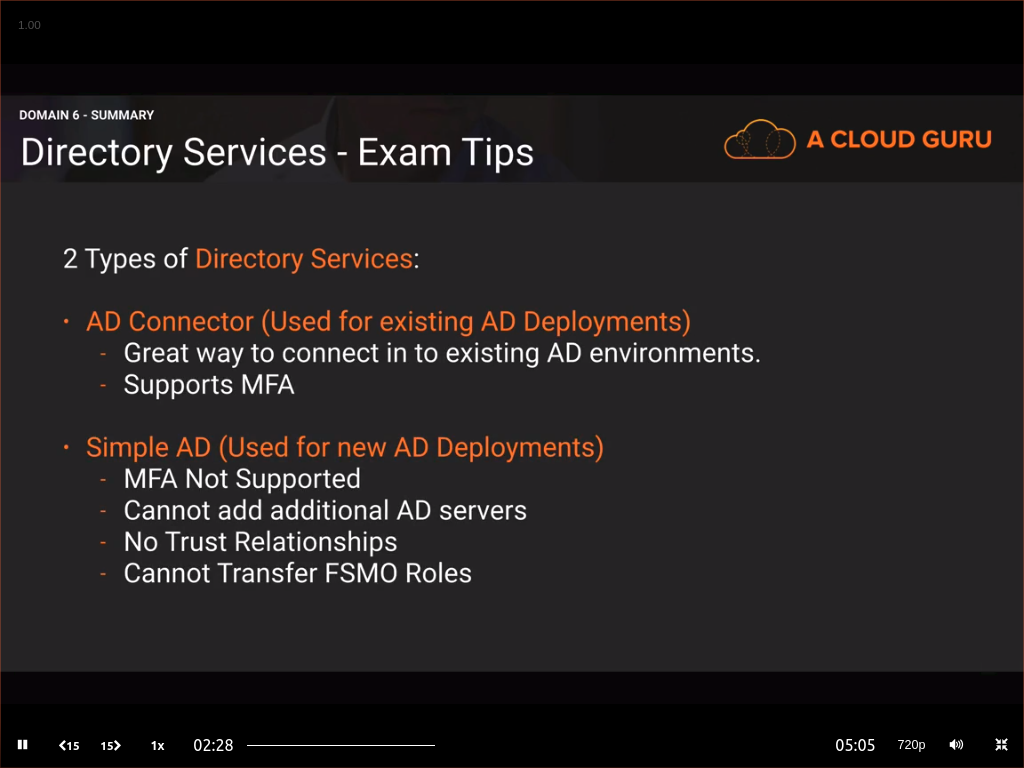 1.00
DOMAIN 6 - SUMMARY
Directory Services - Exam Tips
A CLOUD GURU
2 Types of Directory Services:
• AD Connector (Used for existing AD Deployments)
- Great way to connect in to existing AD environments.
- Supports MFA
• Simple AD (Used for new AD Deployments)
- MFA Not Supported
- Cannot add additional AD servers
- No Trust Relationships
- Cannot Transfer FSMO Roles
15 15 1x 02:28 05:05 720p